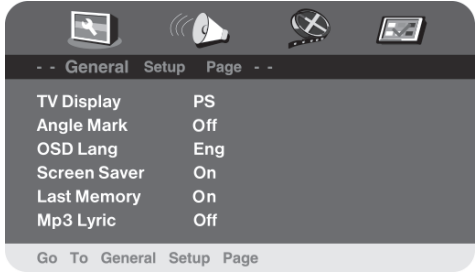 - - General Setup Page - -
TV Display PS
Angle Mark Off
OSD Lang Eng
Screen Saver On
Last Memory On
Mp3 Lyric Off
Go To General Setup Page